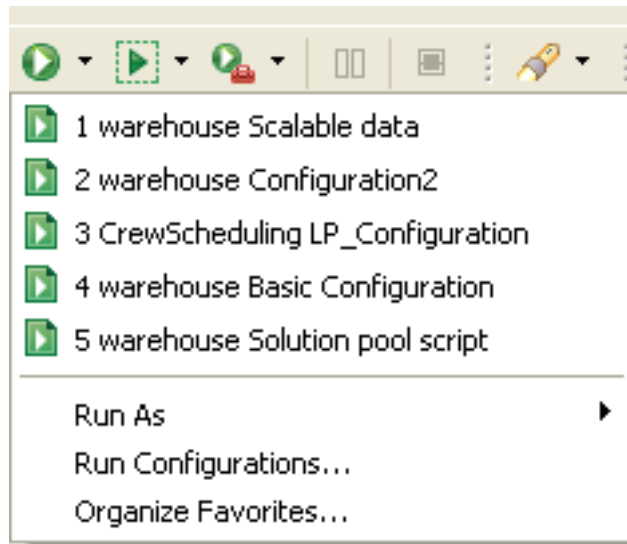 1 warehouse Scalable data
2 warehouse Configuration2
3 CrewScheduling LP_Configuration
4 warehouse Basic Configuration
5 warehouse Solution pool script
Run As
Run Configurations...
Organize Favorites...